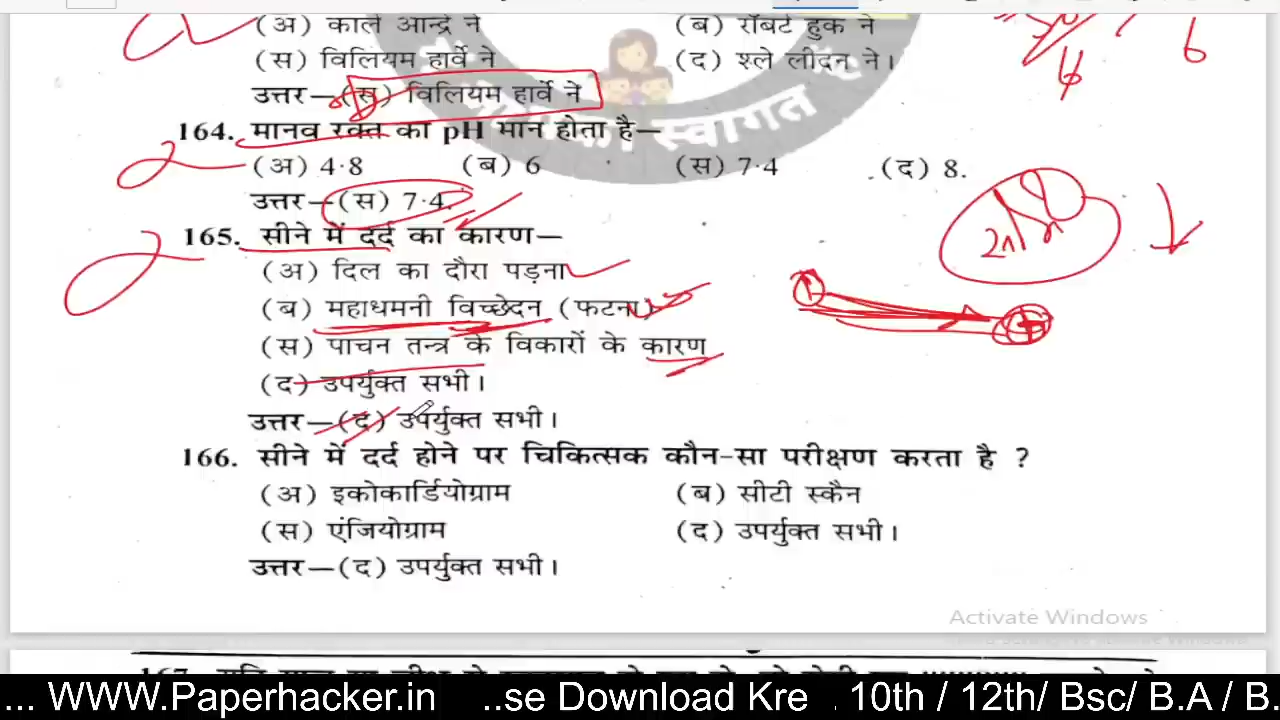 (अ) कार्ल आन्द्रे ने (ब) रॉबर्ट हुक ने
(स) विलियम हार्वे ने (द) श्ले लीदन ने।
उत्तर—(स) विलियम हार्वे ने
164. मानव रक्त का pH मान होता है—
(अ) 4·8 (ब) 6 (स) 7·4 (द) 8.
उत्तर—(स) 7·4.
165. सीने में दर्द का कारण—
(अ) दिल का दौरा पड़ना
(ब) महाधमनी विच्छेदन (फटना)
(स) पाचन तन्त्र के विकारों के कारण
(द) उपर्युक्त सभी।
उत्तर—(द) उपर्युक्त सभी।
166. सीने में दर्द होने पर चिकित्सक कौन-सा परीक्षण करता है ?
(अ) इकोकार्डियोग्राम (ब) सीटी स्कैन
(स) एंजियोग्राम (द) उपर्युक्त सभी।
उत्तर—(द) उपर्युक्त सभी।
स्वागत
6
Activate Windows
167.
... WWW.Paperhacker.in ..se Download Kre . 10th / 12th/ Bsc/ B.A / B.